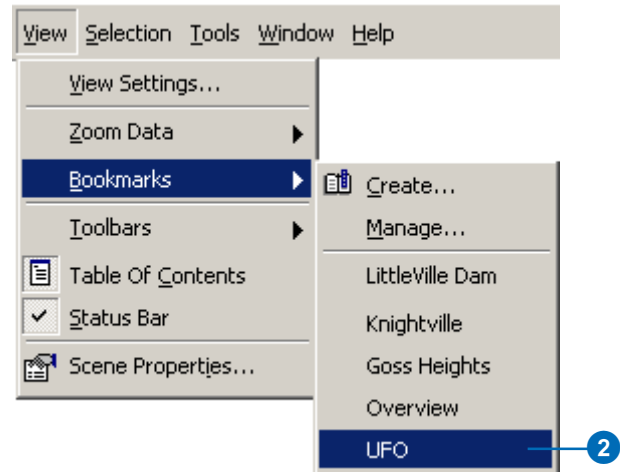 View Selection Tools Window Help
View Settings...
Zoom Data
Bookmarks
Toolbars
Table Of Contents
Status Bar
Scene Properties...
Create...
Manage...
LittleVille Dam
Knightville
Goss Heights
Overview
UFO
2